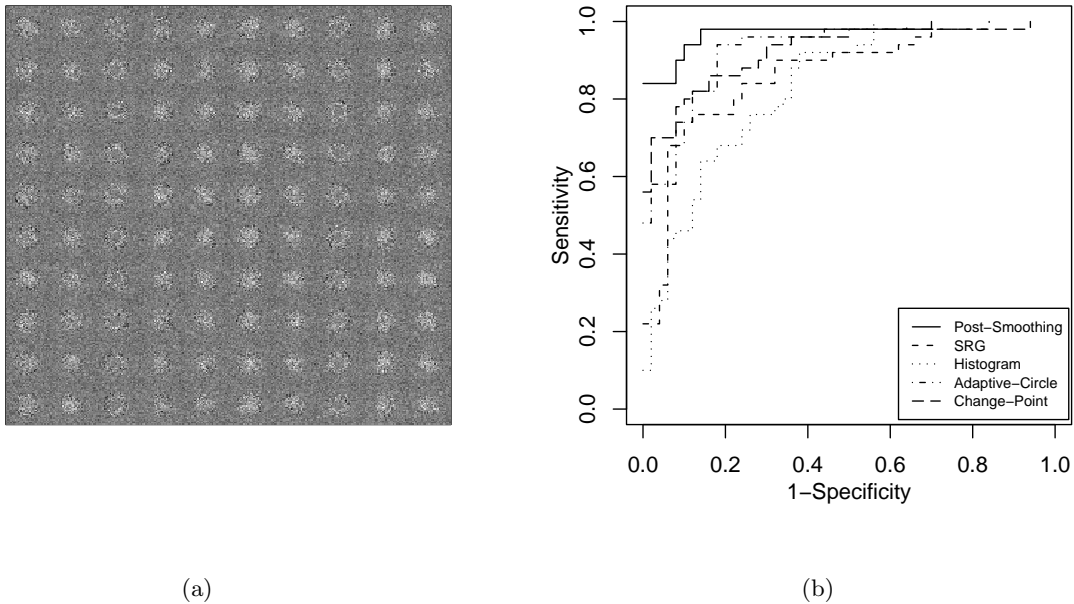 0.0 0.2 0.4 0.6 0.8 1.0
Sensitivity
0.0 0.2 0.4 0.6 0.8 1.0
1−Specificity
Post−Smoothing
SRG
Histogram
Adaptive−Circle
Change−Point
(a)
(b)